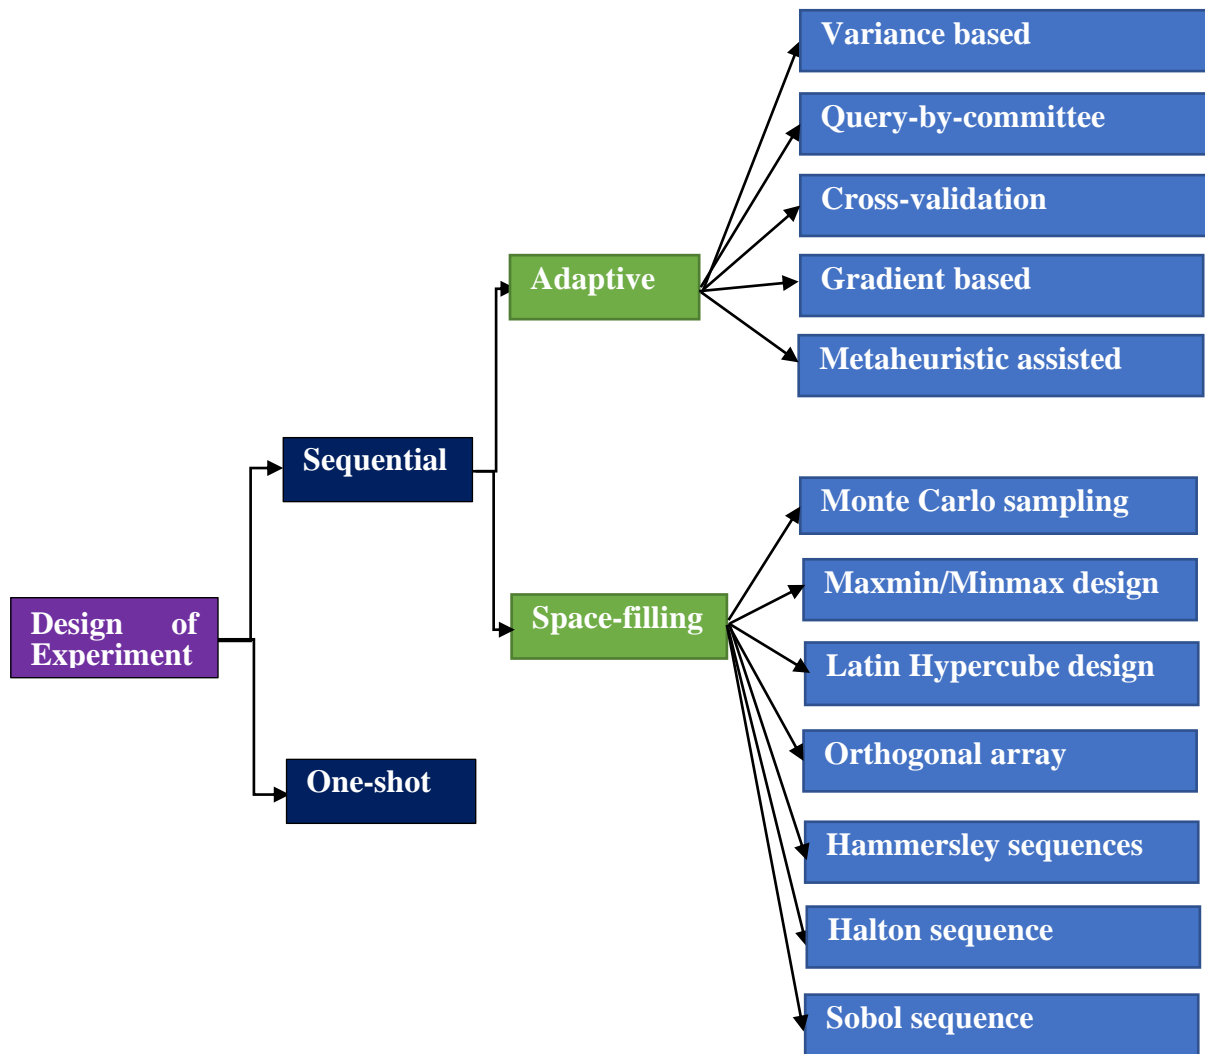 Variance based
Query-by-committee
Cross-validation
Adaptive
Gradient based
Metaheuristic assisted
Sequential
Monte Carlo sampling
Maxmin/Minmax design
Space-filling
Design of
Experiment
Latin Hypercube design
Orthogonal array
One-shot
Hammersley sequences
Halton sequence
Sobol sequence